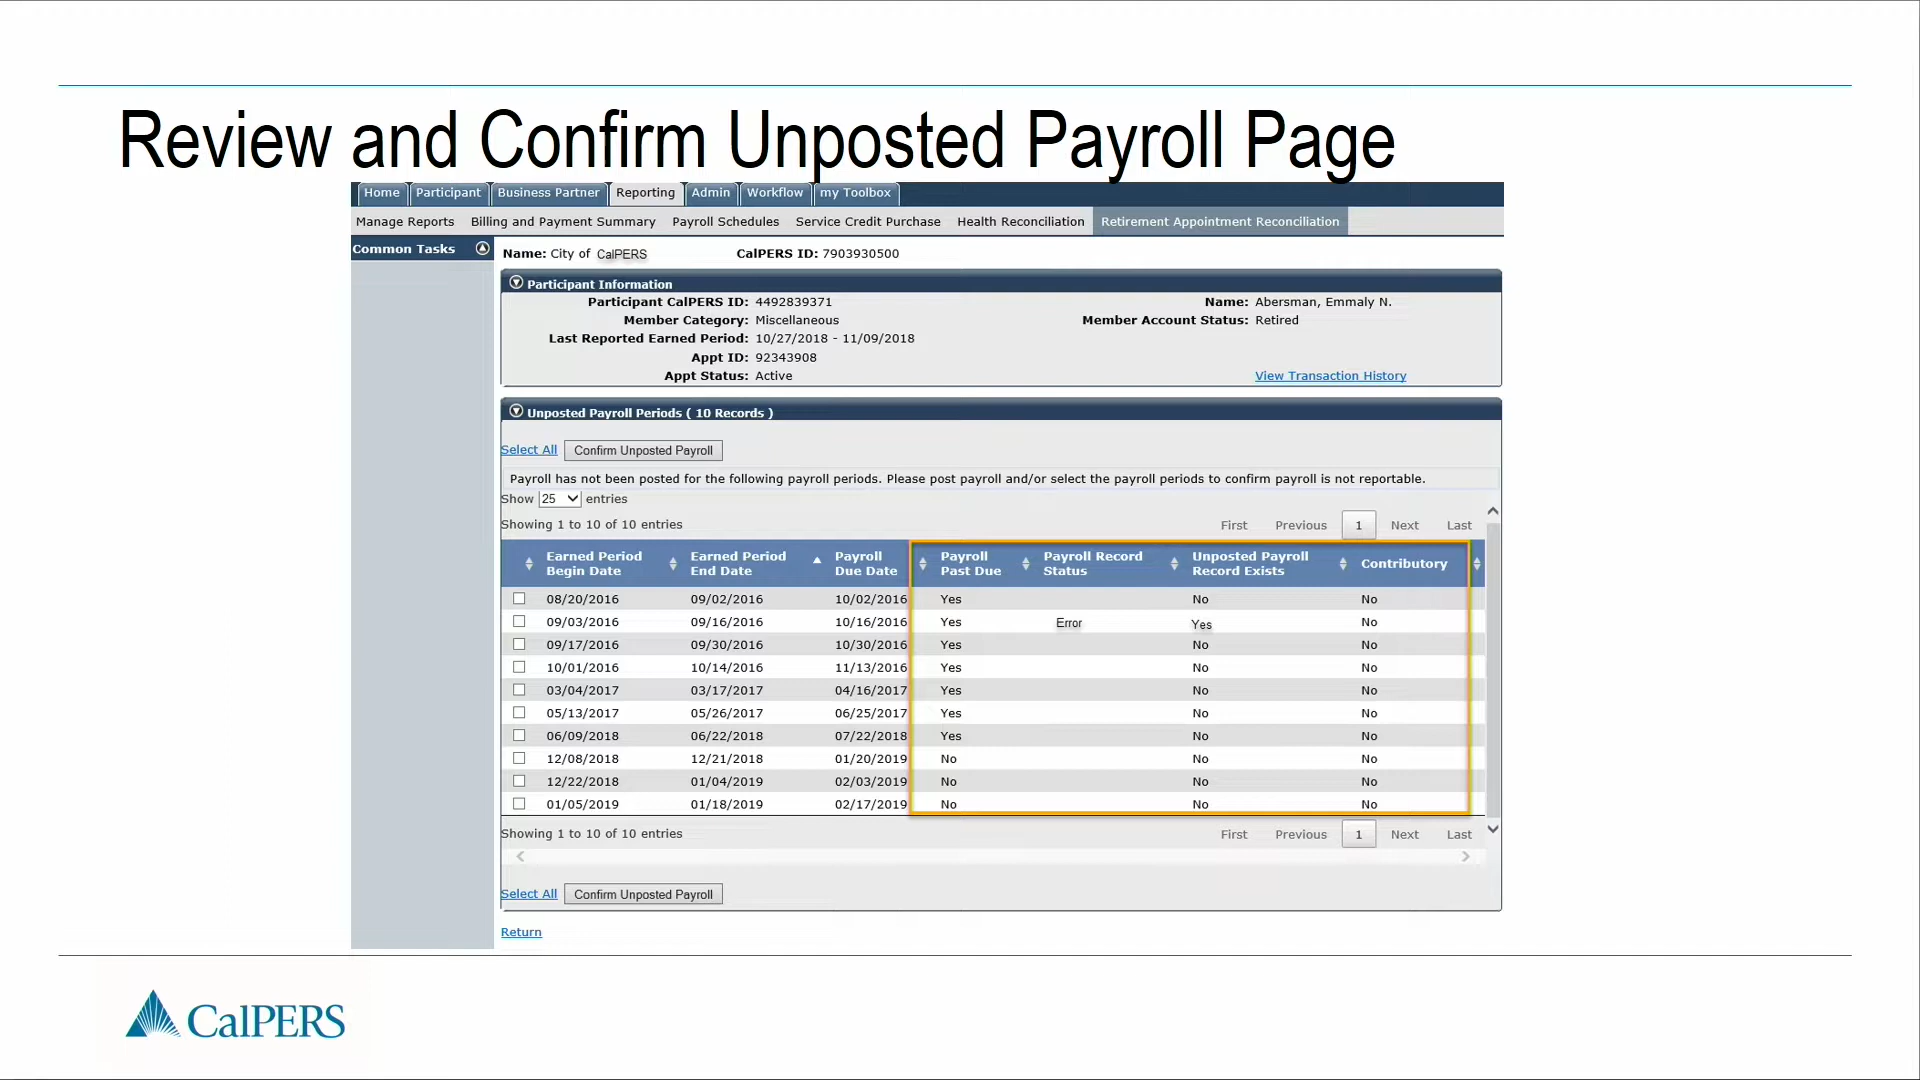 Review and Confirm Unposted Payroll Page
Home Participant Business Partner Reporting Admin Workflow my Toolbox
Manage Reports Billing and Payment Summary Payroll Schedules Service Credit Purchase Health Reconciliation Retirement Appointment Reconciliation
Common Tasks
Name: City of CalPERS CalPERS ID: 7903930500
Participant Information
Participant CalPERS ID: 4492839371 Name: Abersman, Emmaly N.
Member Category: Miscellaneous Member Account Status: Retired
Last Reported Earned Period: 10/27/2018 - 11/09/2018
Appt ID: 92343908
Appt Status: Active View Transaction History
Unposted Payroll Periods ( 10 Records )
Select All Confirm Unposted Payroll
Payroll has not been posted for the following payroll periods. Please post payroll and/or select the payroll periods to confirm payroll is not reportable.
Show 25 entries
Showing 1 to 10 of 10 entries First Previous 1 Next Last
Earned Period Begin Date Earned Period End Date Payroll Due Date Payroll Past Due Payroll Record Status Unposted Payroll Record Exists Contributory
08/20/2016 09/02/2016 10/02/2016 Yes No No
09/03/2016 09/16/2016 10/16/2016 Yes Error Yes No
09/17/2016 09/30/2016 10/30/2016 Yes No No
10/01/2016 10/14/2016 11/13/2016 Yes No No
03/04/2017 03/17/2017 04/16/2017 Yes No No
05/13/2017 05/26/2017 06/25/2017 Yes No No
06/09/2018 06/22/2018 07/22/2018 Yes No No
12/08/2018 12/21/2018 01/20/2019 No No No
12/22/2018 01/04/2019 02/03/2019 No No No
01/05/2019 01/18/2019 02/17/2019 No No No
Showing 1 to 10 of 10 entries First Previous 1 Next Last
Select All Confirm Unposted Payroll
Return
CalPERS